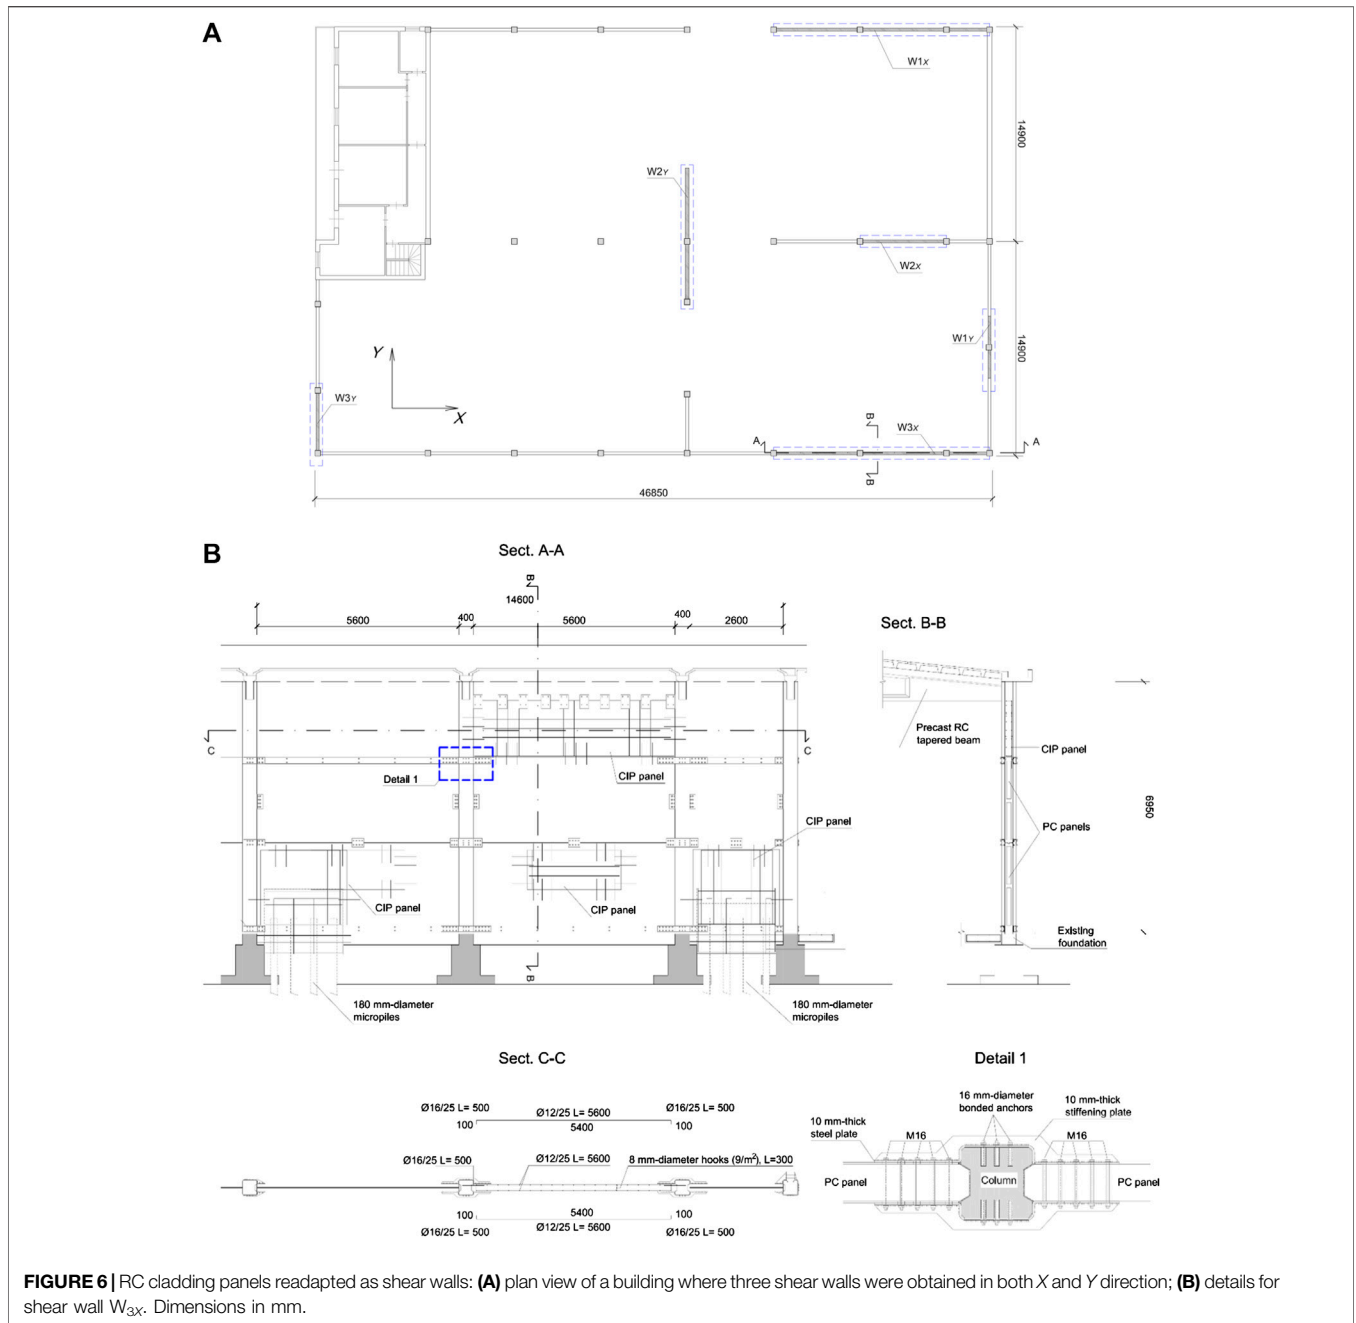 A
W1X
14900
W2Y
W2X
W1Y
14900
Y
X
W3Y
B
W3X
A
A
B
46850
B
Sect. A-A
B
14600
5600
400
5600
400
2600
Sect. B-B
C
C
Precast RC
tapered beam
CIP panel
Detail 1
CIP panel
6950
CIP panel
PC panels
CIP panel
CIP panel
Existing
foundation
B
180 mm-diameter
micropiles
180 mm-diameter
micropiles
Sect. C-C
Detail 1
Ø16/25 L= 500
Ø12/25 L= 5600
Ø16/25 L= 500
100
5400
100
Ø16/25 L= 500
Ø12/25 L= 5600
8 mm-diameter hooks (9/m²), L=300
100
5400
100
Ø16/25 L= 500
Ø12/25 L= 5600
Ø16/25 L= 500
16 mm-diameter
bonded anchors
10 mm-thick
stiffening plate
10 mm-thick
steel plate
M16
M16
PC panel
Column
PC panel
FIGURE 6 | RC cladding panels readapted as shear walls: (A) plan view of a building where three shear walls were obtained in both X and Y direction; (B) details for
shear wall W3X. Dimensions in mm.